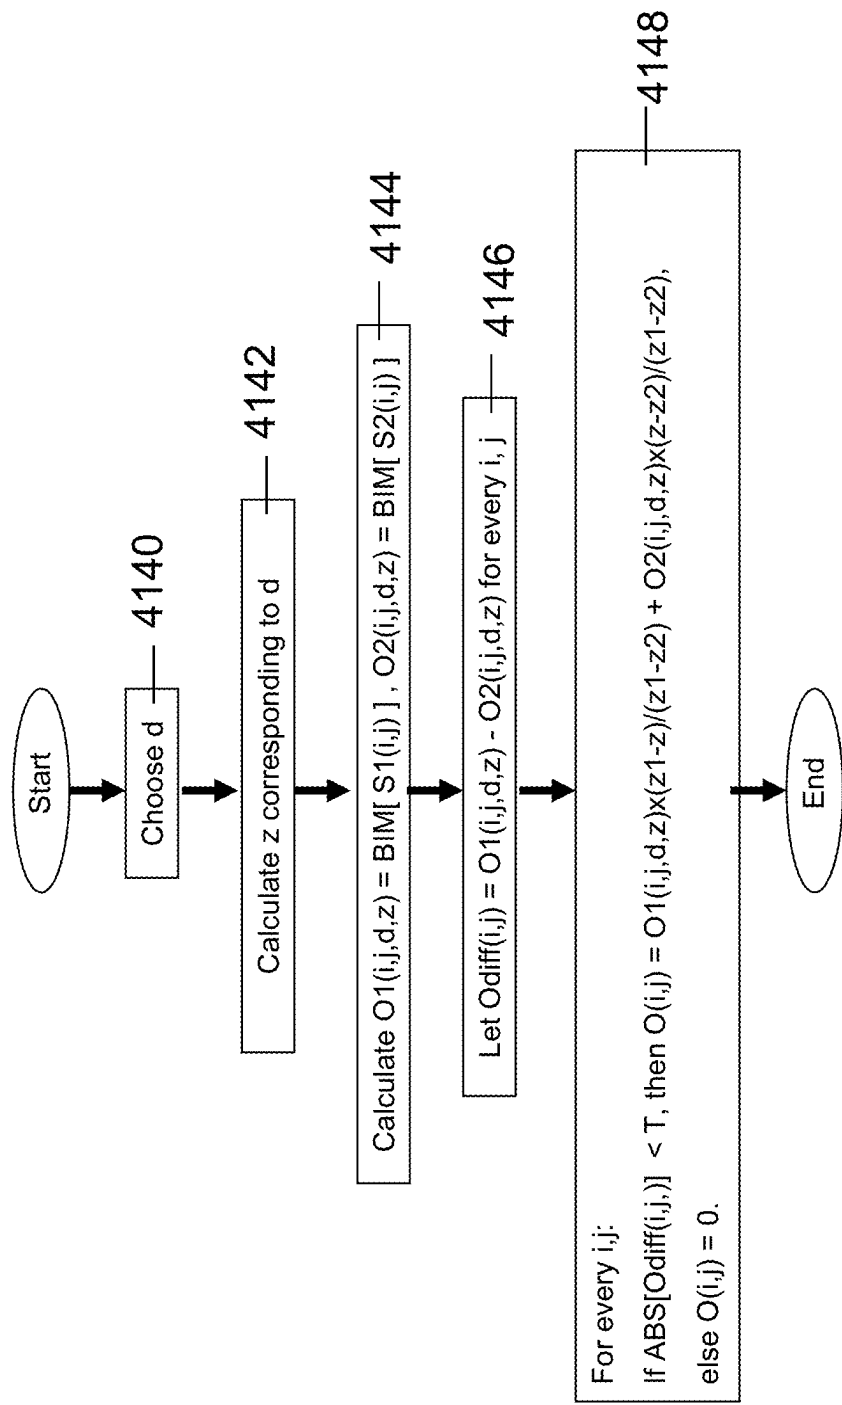 Start
Choose d
4140
Calculate z corresponding to d
4142
Calculate O1(i,j,d,z) = BIM[ S1(i,j) ] , O2(i,j,d,z) = BIM[ S2(i,j) ]
4144
Let Odiff(i,j) = O1(i,j,d,z) - O2(i,j,d,z) for every i, j
4146
For every i,j:
If ABS[Odiff(i,j,)] < T, then O(i,j) = O1(i,j,d,z)x(z1-z)/(z1-z2) + O2(i,j,d,z)x(z-z2)/(z1-z2),
else O(i,j) = 0.
4148
End